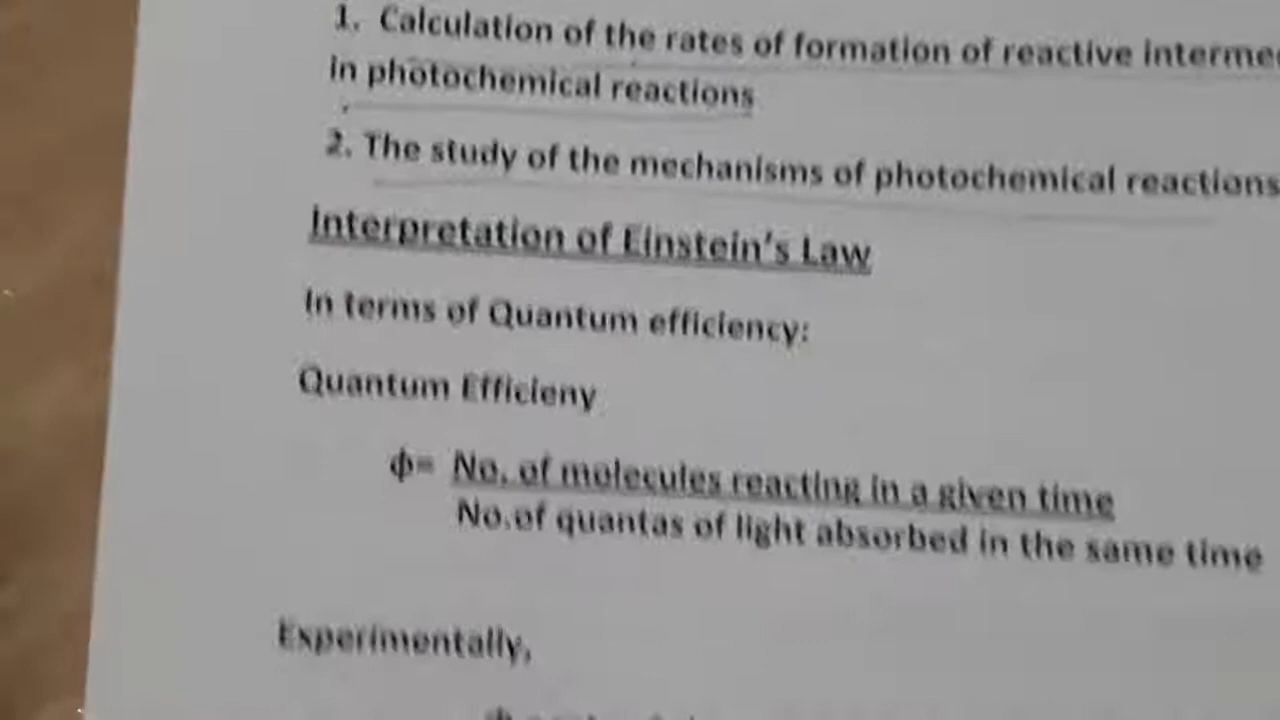 1. Calculation of the rates of formation of reactive
in photochemical reactions
2. The study of the mechanisms of photochemical reactions
Interpretation of Einstein's Law
In terms of Quantum efficiency:
Quantum Efficieny
ф= No. of molecules reacting in a given time
No.of quantas of light absorbed in the same time
Experimentally,